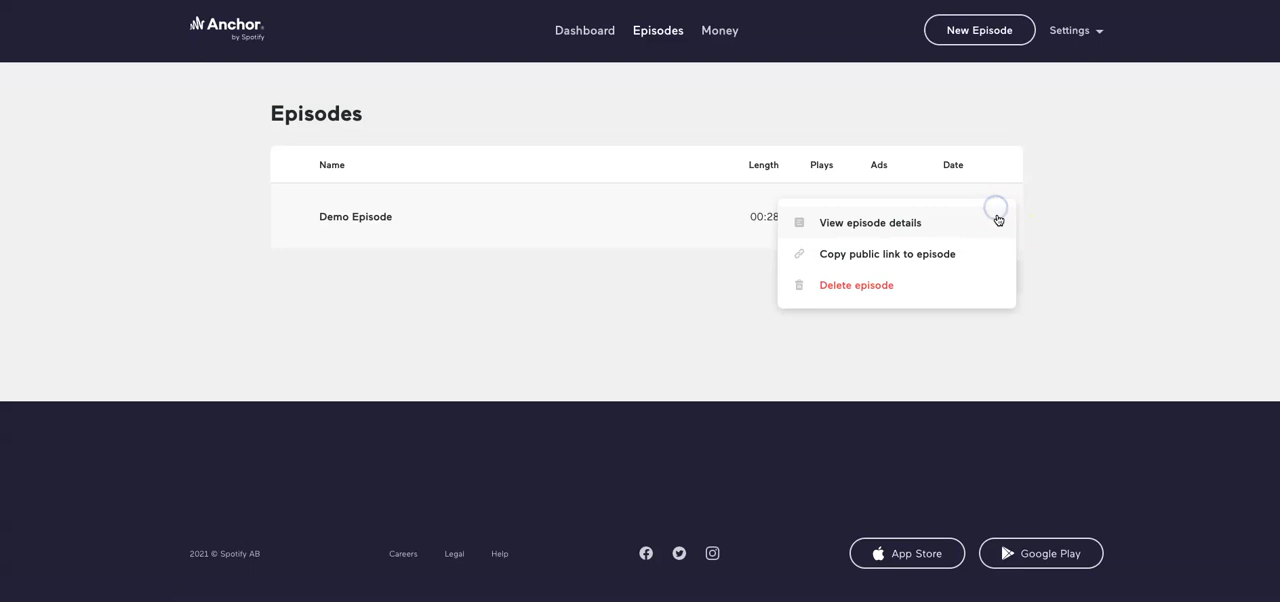 Anchor
by Spotify
Dashboard Episodes Money
New Episode Settings
Episodes
Name Length Plays Ads Date
Demo Episode 00:28
View episode details
Copy public link to episode
Delete episode
2021 © Spotify AB Careers Legal Help App Store Google Play